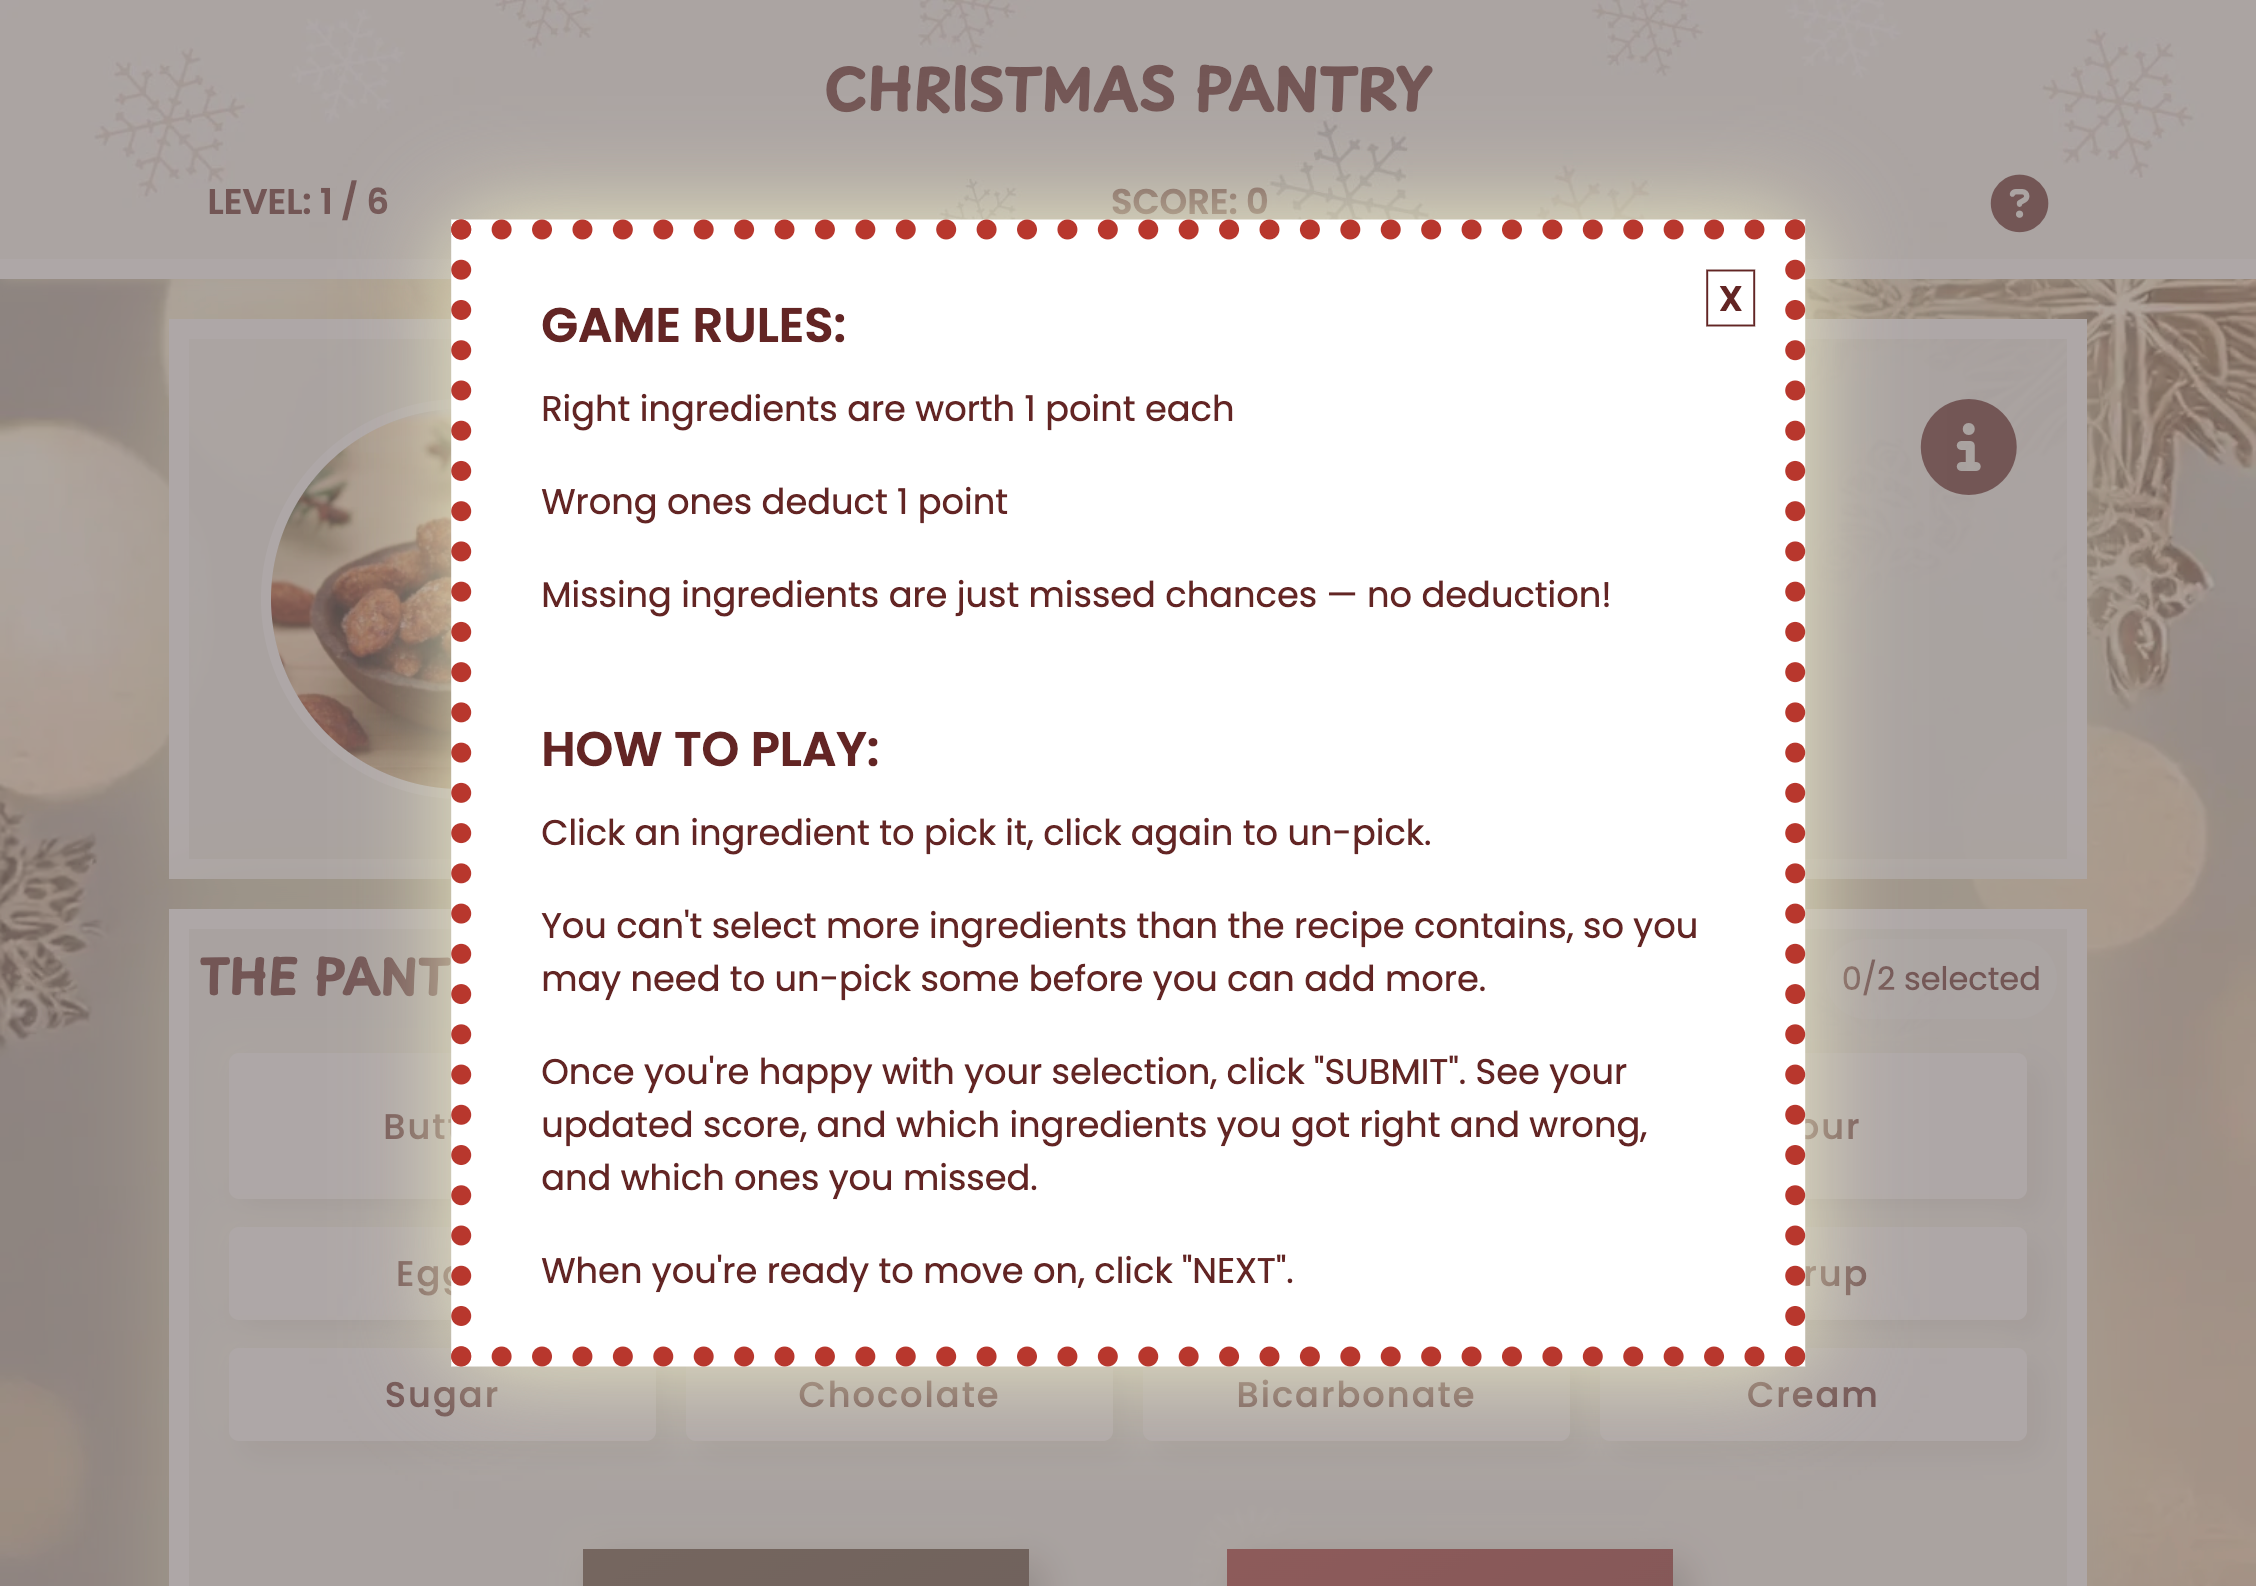 CHRISTMAS PANTRY
LEVEL: 1 / 6
SCORE: 0
?
X
GAME RULES:
Right ingredients are worth 1 point each
Wrong ones deduct 1 point
Missing ingredients are just missed chances — no deduction!
HOW TO PLAY:
Click an ingredient to pick it, click again to un-pick.
You can't select more ingredients than the recipe contains, so you
may need to un-pick some before you can add more.
Once you're happy with your selection, click "SUBMIT". See your
updated score, and which ingredients you got right and wrong,
and which ones you missed.
When you're ready to move on, click "NEXT".
i
THE PANT
0/2 selected
Sugar
Chocolate
Bicarbonate
Cream